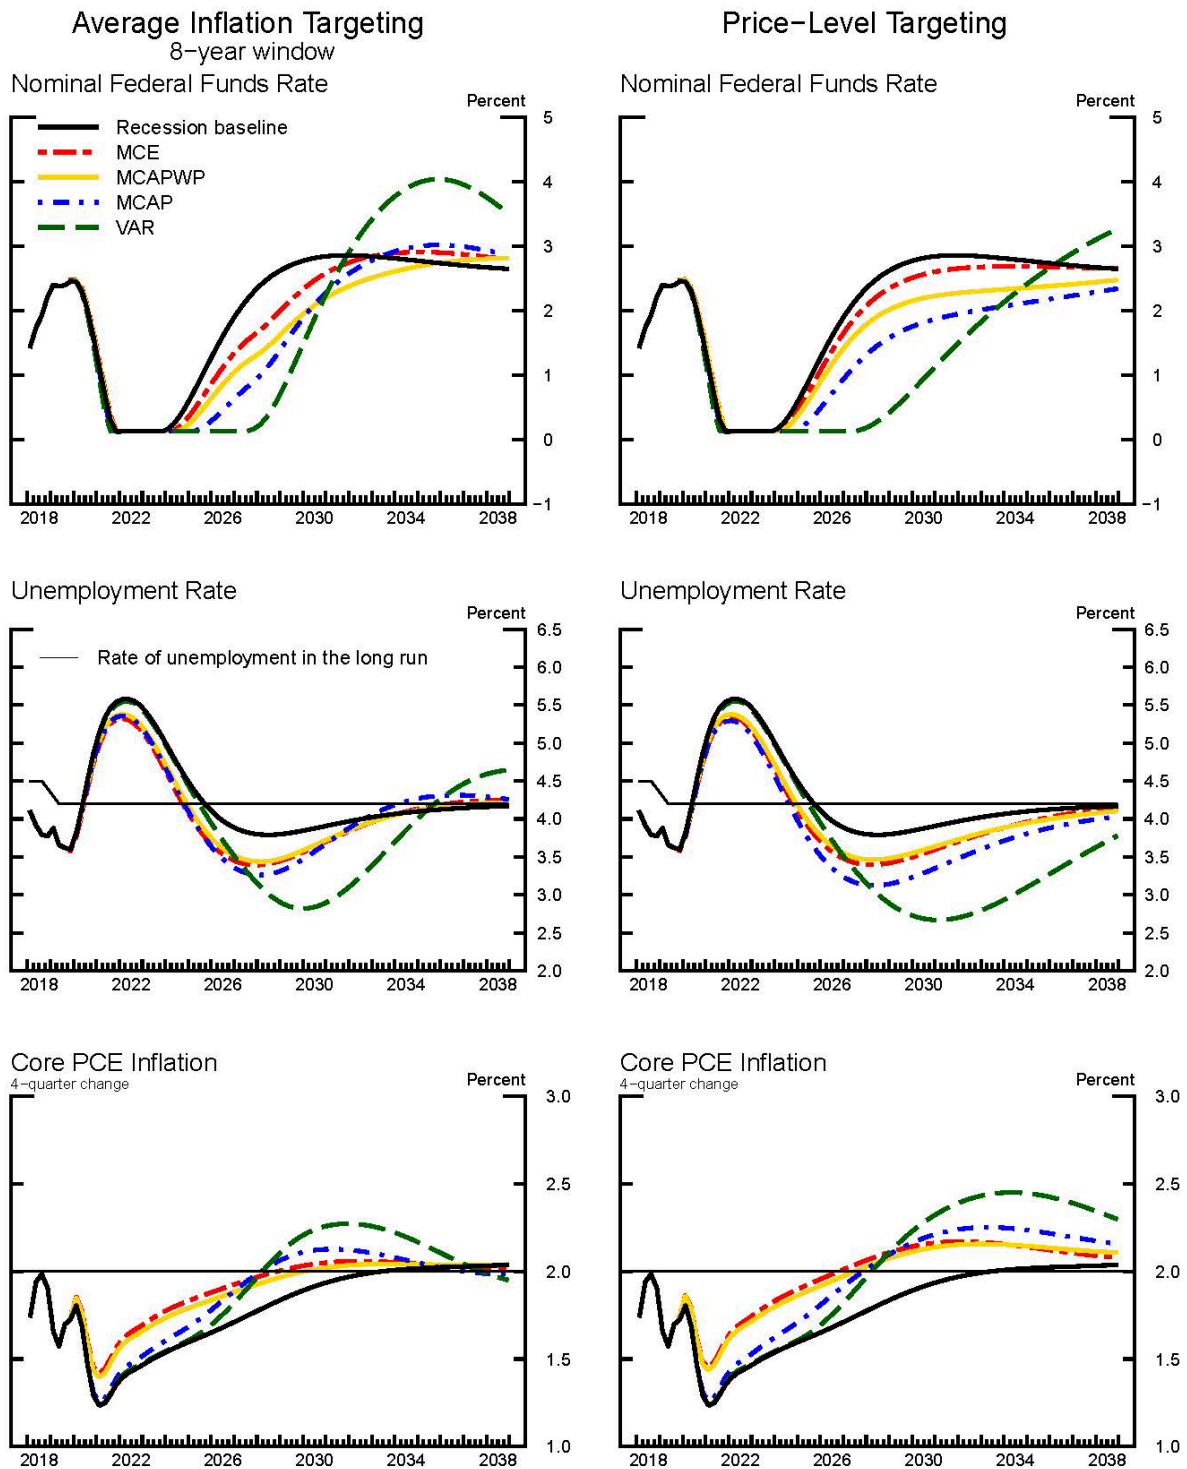 Average Inflation Targeting
8-year window
Nominal Federal Funds Rate
Percent
Recession baseline
MCE
MCAPWP
MCAP
VAR
5
4
3
2
1
0
-1
2018 2022 2026 2030 2034 2038
Price-Level Targeting
Nominal Federal Funds Rate
Percent
5
4
3
2
1
0
-1
2018 2022 2026 2030 2034 2038
Unemployment Rate
Percent
Rate of unemployment in the long run
6.5
6.0
5.5
5.0
4.5
4.0
3.5
3.0
2.5
2.0
2018 2022 2026 2030 2034 2038
Unemployment Rate
Percent
6.5
6.0
5.5
5.0
4.5
4.0
3.5
3.0
2.5
2.0
2018 2022 2026 2030 2034 2038
Core PCE Inflation
4-quarter change
Percent
3.0
2.5
2.0
1.5
1.0
2018 2022 2026 2030 2034 2038
Core PCE Inflation
4-quarter change
Percent
3.0
2.5
2.0
1.5
1.0
2018 2022 2026 2030 2034 2038